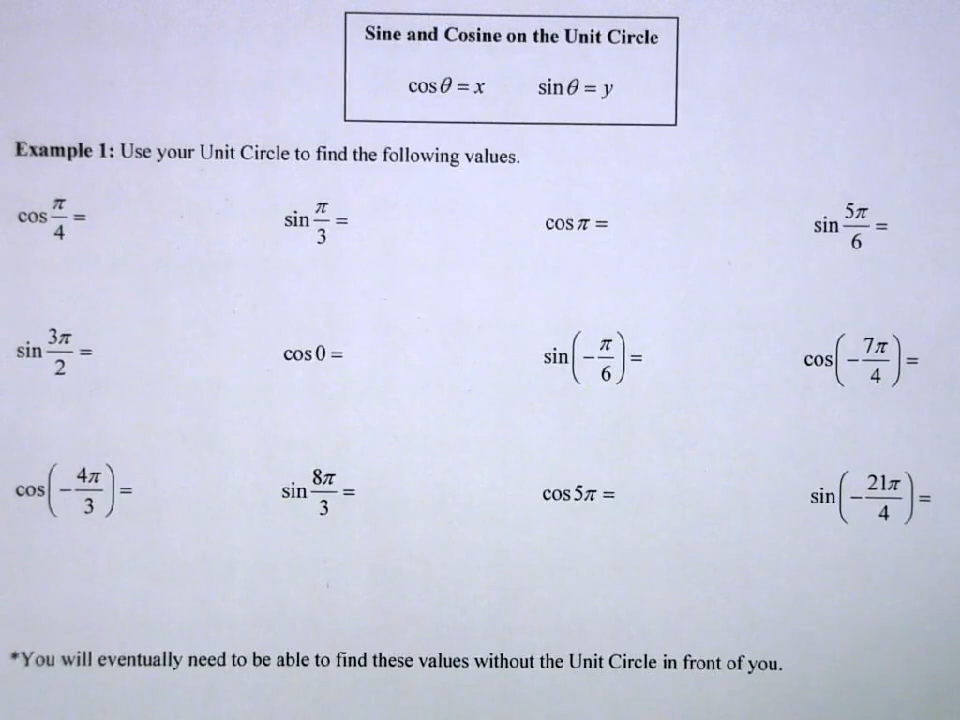 Sine and Cosine on the Unit Circle
cos θ = x sin θ = y
Example 1: Use your Unit Circle to find the following values.
cos π/4 = sin π/3 = cos π = sin 5π/6 =
sin 3π/2 = cos 0 = sin(−π/6) = cos(−7π/4) =
cos(−4π/3) = sin 8π/3 = cos 5π = sin(−21π/4) =
*You will eventually need to be able to find these values without the Unit Circle in front of you.